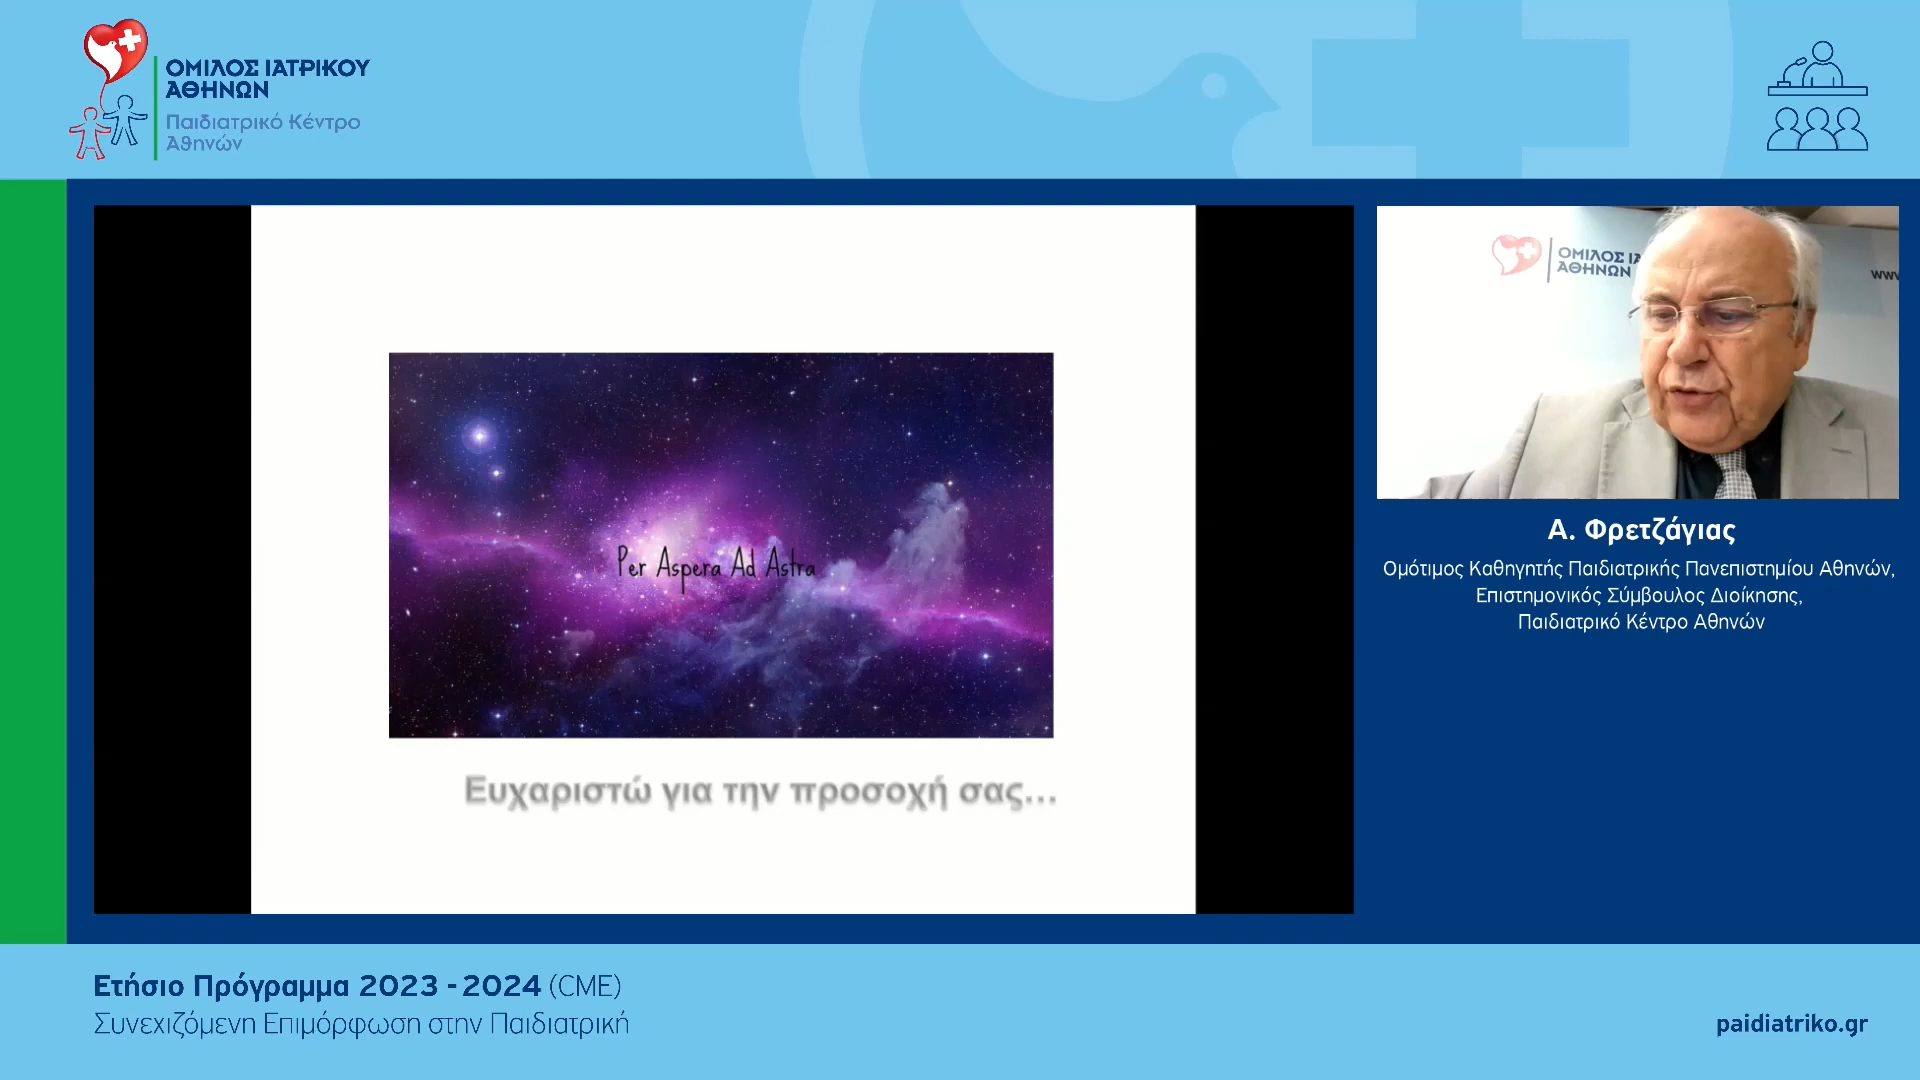 ΟΜΙΛΟΣ ΙΑΤΡΙΚΟΥ
ΑΘΗΝΩΝ
Παιδιατρικό Κέντρο
Αθηνών
Per Aspera Ad Astra
Ευχαριστώ για την προσοχή σας...
ΟΜΙΛΟΣ ΙΑ
ΑΘΗΝΩΝ
www
Α. Φρετζάγιας
Ομότιμος Καθηγητής Παιδιατρικής Πανεπιστημίου Αθηνών,
Επιστημονικός Σύμβουλος Διοίκησης,
Παιδιατρικό Κέντρο Αθηνών
Ετήσιο Πρόγραμμα 2023 - 2024 (CME)
Συνεχιζόμενη Επιμόρφωση στην Παιδιατρική
paidiatriko.gr